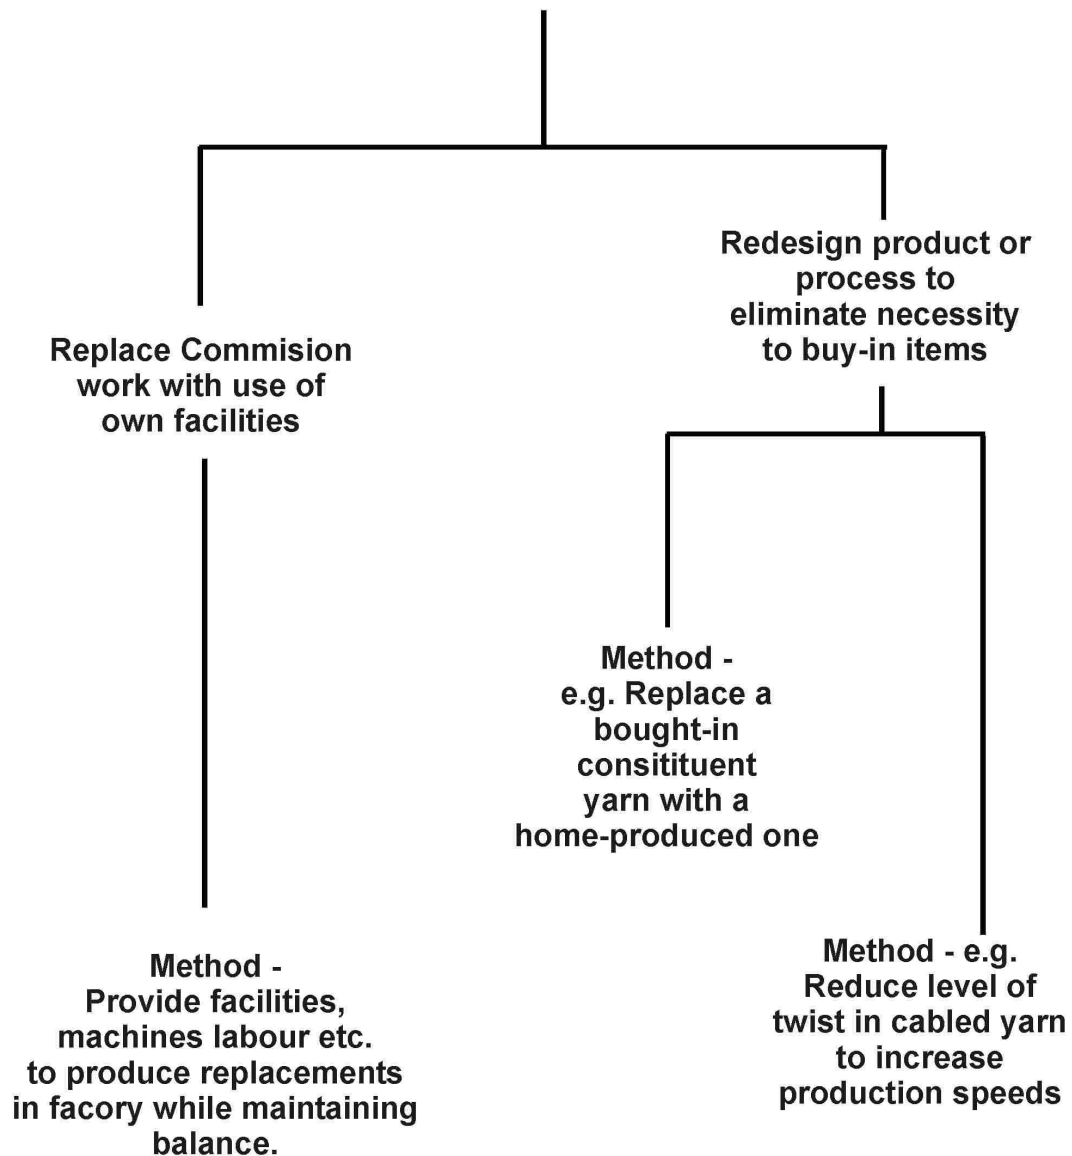 Redesign product or
process to
eliminate necessity
to buy-in items
Replace Commision
work with use of
own facilities
Method -
e.g. Replace a
bought-in
consitituent
yarn with a
home-produced one
Method - e.g.
Reduce level of
twist in cabled yarn
to increase
production speeds
Method -
Provide facilities,
machines labour etc.
to produce replacements
in facory while maintaining
balance.